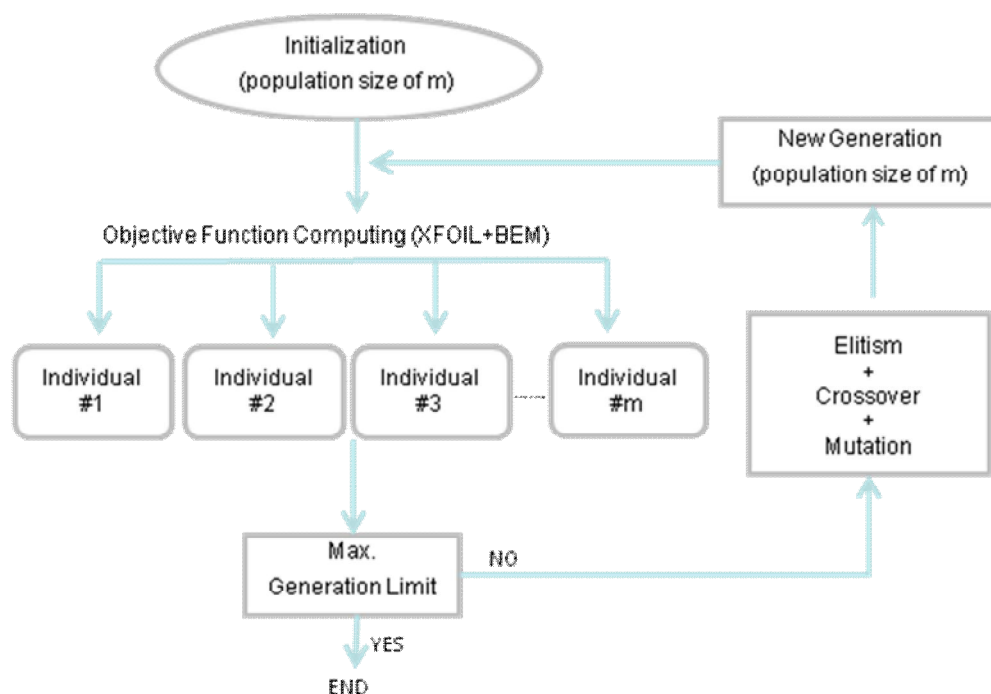 Initialization
(population size of m)
New Generation
(population size of m)
Objective Function Computing (XFOIL+BEM)
Individual
#1
Individual
#2
Individual
#3
Individual
#m
Elitism
+
Crossover
+
Mutation
Max.
Generation Limit
NO
YES
END